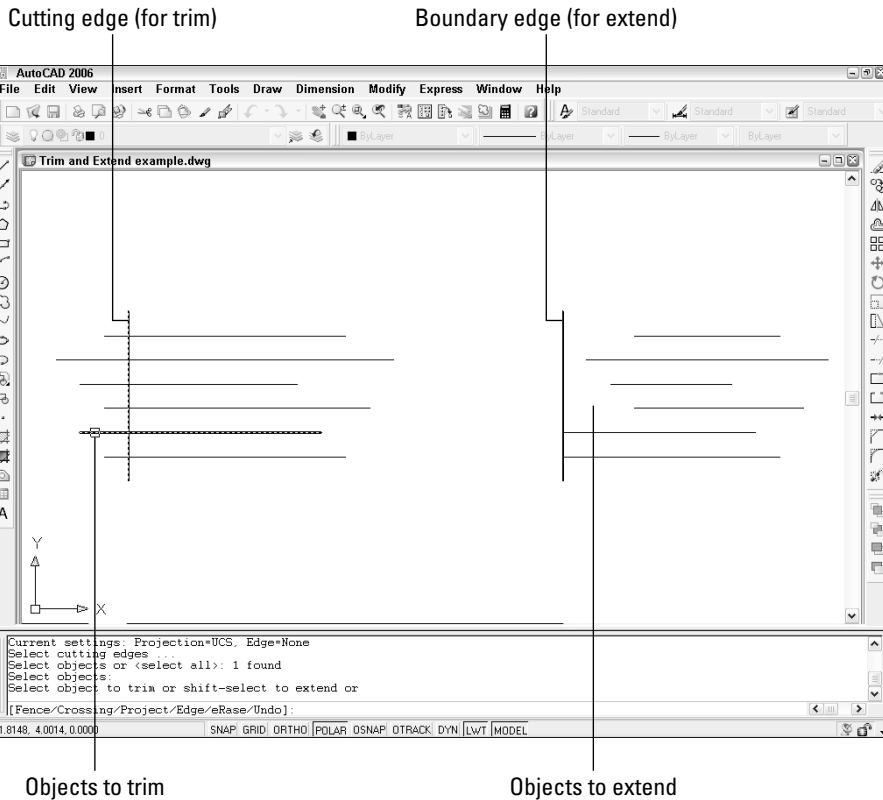 Cutting edge (for trim)
Boundary edge (for extend)
AutoCAD 2006
File Edit View Insert Format Tools Draw Dimension Modify Express Window Help
Standard Standard Standard
0 ByLayer ByLayer ByLayer ByLayer
Trim and Extend example.dwg
A
Y
X
Current settings: Projection=UCS, Edge=None
Select cutting edges ...
Select objects or <select all>: 1 found
Select objects:
Select object to trim or shift-select to extend or
[Fence/Crossing/Project/Edge/eRase/Undo]:
1.8148, 4.0014, 0.0000 SNAP GRID ORTHO POLAR OSNAP OTRACK DYN LWT MODEL
Objects to trim
Objects to extend